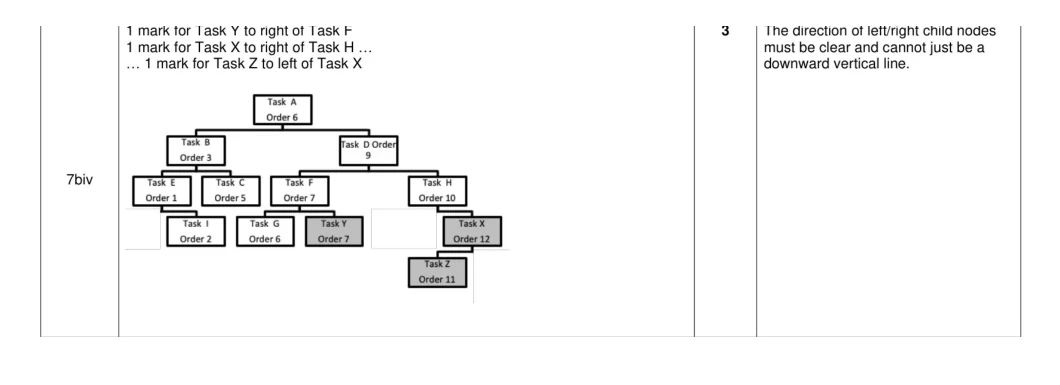 1 mark for Task Y to right of Task F
1 mark for Task X to right of Task H …
… 1 mark for Task Z to left of Task X
3
The direction of left/right child nodes
must be clear and cannot just be a
downward vertical line.
7biv
Task A
Order 6
Task B
Order 3
Task D Order
9
Task E
Order 1
Task C
Order 5
Task F
Order 7
Task H
Order 10
Task I
Order 2
Task G
Order 6
Task Y
Order 7
Task X
Order 12
Task Z
Order 11